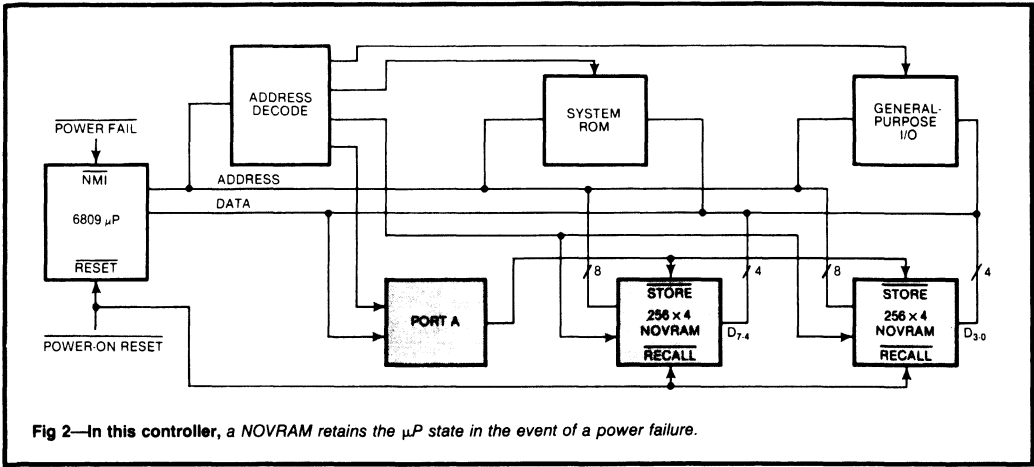 ADDRESS
DECODE
SYSTEM
ROM
GENERAL-
PURPOSE
I/O
POWER FAIL
NMI
6809 µP
RESET
POWER-ON RESET
ADDRESS
DATA
PORT A
8
4
8
4
STORE
256 × 4
NOVRAM
RECALL
D7-4
STORE
256 × 4
NOVRAM
RECALL
D3-0
Fig 2—In this controller, a NOVRAM retains the µP state in the event of a power failure.